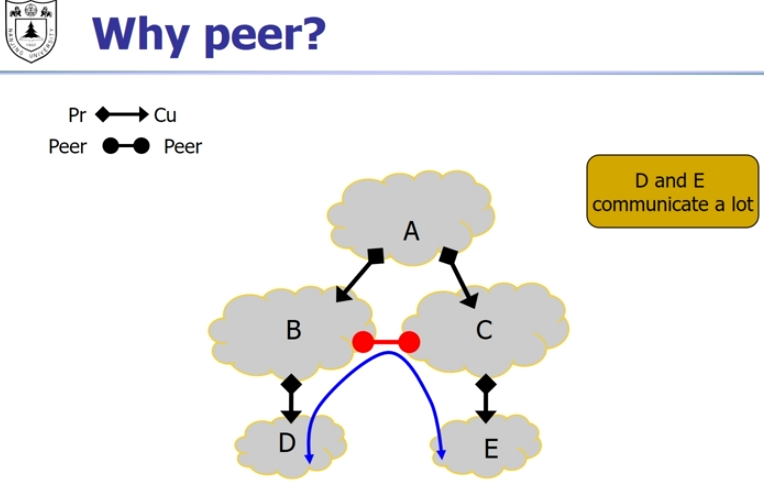 NANJING UNIVERSITY
Why peer?
Pr Cu
Peer Peer
D and E
communicate a lot
A
B
C
D
E